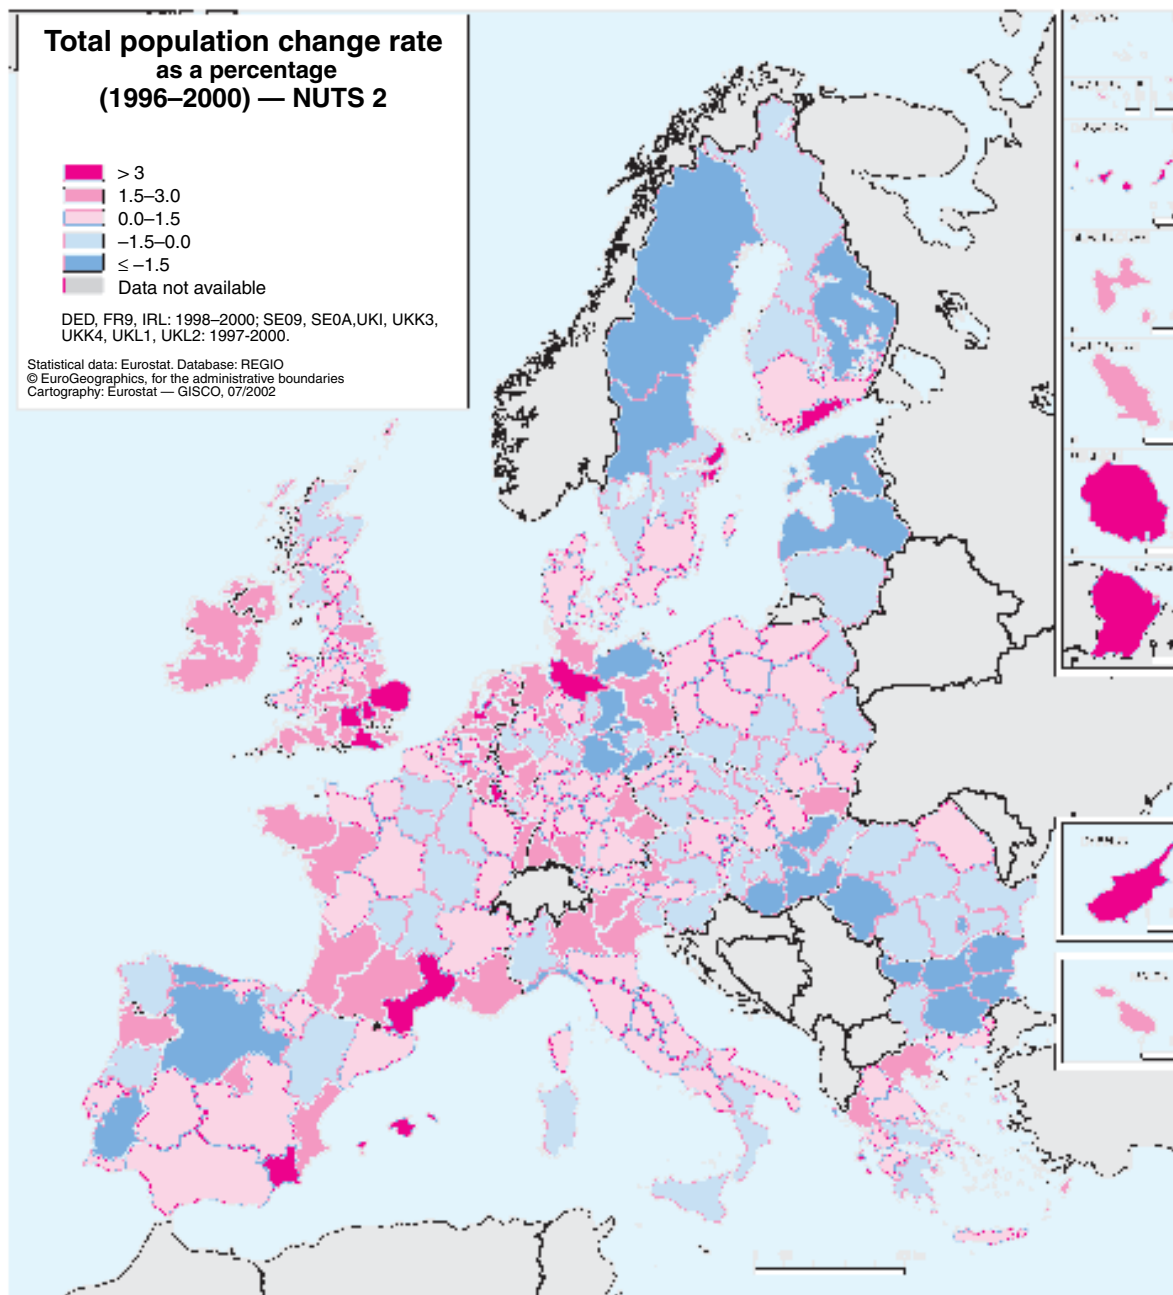 Total population change rate
as a percentage
(1996–2000) — NUTS 2
> 3
1.5–3.0
0.0–1.5
–1.5–0.0
≤ –1.5
Data not available
DED, FR9, IRL: 1998–2000; SE09, SE0A,UKI, UKK3,
UKK4, UKL1, UKL2: 1997-2000.
Statistical data: Eurostat. Database: REGIO
© EuroGeographics, for the administrative boundaries
Cartography: Eurostat — GISCO, 07/2002